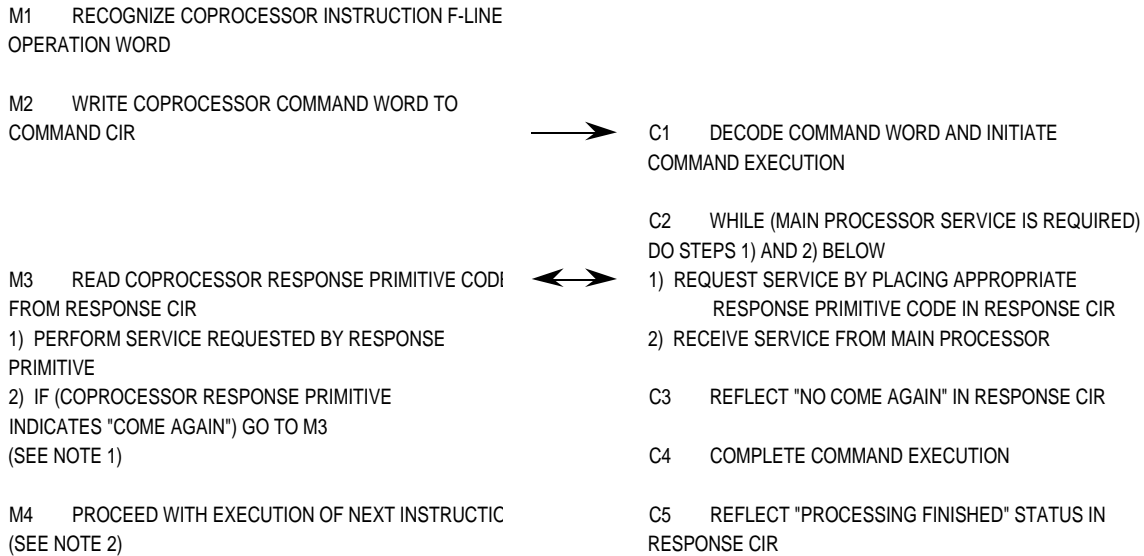 M1 RECOGNIZE COPROCESSOR INSTRUCTION F-LINE
OPERATION WORD
M2 WRITE COPROCESSOR COMMAND WORD TO
COMMAND CIR
M3 READ COPROCESSOR RESPONSE PRIMITIVE CODE
FROM RESPONSE CIR
1) PERFORM SERVICE REQUESTED BY RESPONSE
PRIMITIVE
2) IF (COPROCESSOR RESPONSE PRIMITIVE
INDICATES "COME AGAIN") GO TO M3
(SEE NOTE 1)
M4 PROCEED WITH EXECUTION OF NEXT INSTRUCTIO
(SEE NOTE 2)
C1 DECODE COMMAND WORD AND INITIATE
COMMAND EXECUTION
C2 WHILE (MAIN PROCESSOR SERVICE IS REQUIRED)
DO STEPS 1) AND 2) BELOW
1) REQUEST SERVICE BY PLACING APPROPRIATE
RESPONSE PRIMITIVE CODE IN RESPONSE CIR
2) RECEIVE SERVICE FROM MAIN PROCESSOR
C3 REFLECT "NO COME AGAIN" IN RESPONSE CIR
C4 COMPLETE COMMAND EXECUTION
C5 REFLECT "PROCESSING FINISHED" STATUS IN
RESPONSE CIR